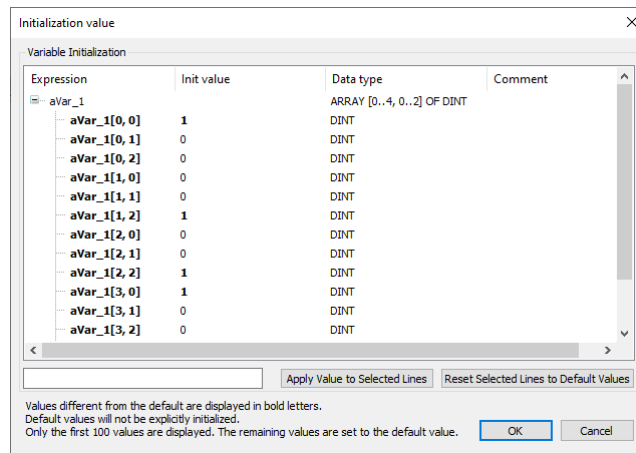 Initialization value
Variable Initialization
Expression Init value Data type Comment
aVar_1 ARRAY [0..4, 0..2] OF DINT
aVar_1[0, 0] 1 DINT
aVar_1[0, 1] 0 DINT
aVar_1[0, 2] 0 DINT
aVar_1[1, 0] 0 DINT
aVar_1[1, 1] 0 DINT
aVar_1[1, 2] 1 DINT
aVar_1[2, 0] 0 DINT
aVar_1[2, 1] 0 DINT
aVar_1[2, 2] 1 DINT
aVar_1[3, 0] 1 DINT
aVar_1[3, 1] 0 DINT
aVar_1[3, 2] 0 DINT
Apply Value to Selected Lines Reset Selected Lines to Default Values
Values different from the default are displayed in bold letters.
Default values will not be explicitly initialized.
Only the first 100 values are displayed. The remaining values are set to the default value.
OK Cancel